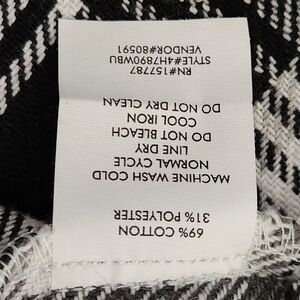 69% COTTON
31% POLYESTER
MACHINE WASH COLD
NORMAL CYCLE
LINE DRY
DO NOT BLEACH
COOL IRON
DO NOT DRY CLEAN
VENDOR#80591
STYLE#4H7890WBU
RN#157787